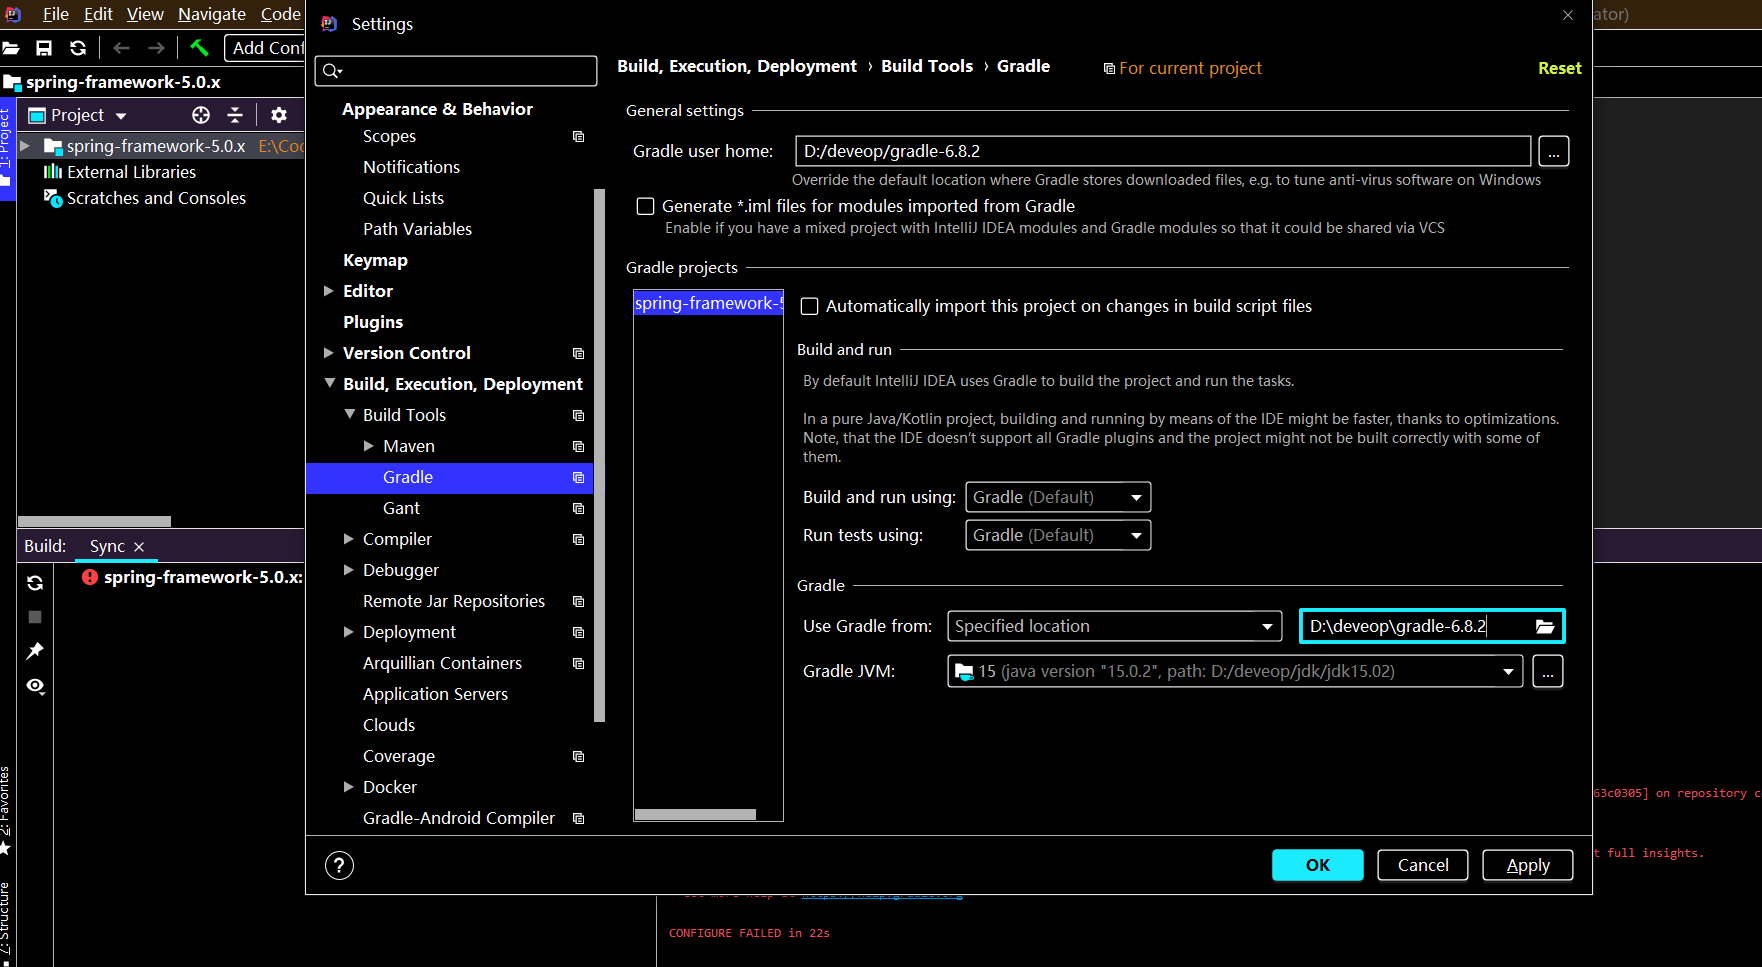 File Edit View Navigate Code
Add Conf
spring-framework-5.0.x
1: Project
Project
spring-framework-5.0.x E:\Coc
External Libraries
Scratches and Consoles
Build: Sync
spring-framework-5.0.x:
2: Favorites
7: Structure
Settings
Appearance & Behavior
Scopes
Notifications
Quick Lists
Path Variables
Keymap
Editor
Plugins
Version Control
Build, Execution, Deployment
Build Tools
Maven
Gradle
Gant
Compiler
Debugger
Remote Jar Repositories
Deployment
Arquillian Containers
Application Servers
Clouds
Coverage
Docker
Gradle-Android Compiler
Build, Execution, Deployment › Build Tools › Gradle For current project Reset
General settings
Gradle user home: D:/deveop/gradle-6.8.2 ...
Override the default location where Gradle stores downloaded files, e.g. to tune anti-virus software on Windows
Generate *.iml files for modules imported from Gradle
Enable if you have a mixed project with IntelliJ IDEA modules and Gradle modules so that it could be shared via VCS
Gradle projects
spring-framework-5
Automatically import this project on changes in build script files
Build and run
By default IntelliJ IDEA uses Gradle to build the project and run the tasks.
In a pure Java/Kotlin project, building and running by means of the IDE might be faster, thanks to optimizations.
Note, that the IDE doesn't support all Gradle plugins and the project might not be built correctly with some of
them.
Build and run using: Gradle (Default)
Run tests using: Gradle (Default)
Gradle
Use Gradle from: Specified location D:\deveop\gradle-6.8.2
Gradle JVM: 15 (java version "15.0.2", path: D:/deveop/jdk/jdk15.02) ...
? OK Cancel Apply
ator)
63c0305] on repository c
t full insights.
CONFIGURE FAILED in 22s